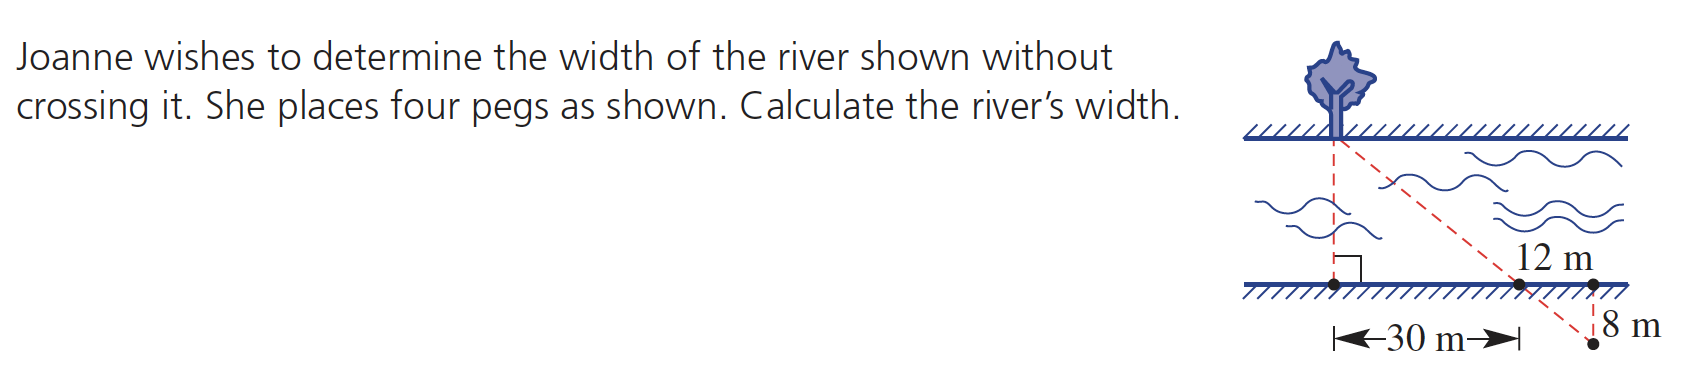 Joanne wishes to determine the width of the river shown without
crossing it. She places four pegs as shown. Calculate the river’s width.
12 m
8 m
30 m